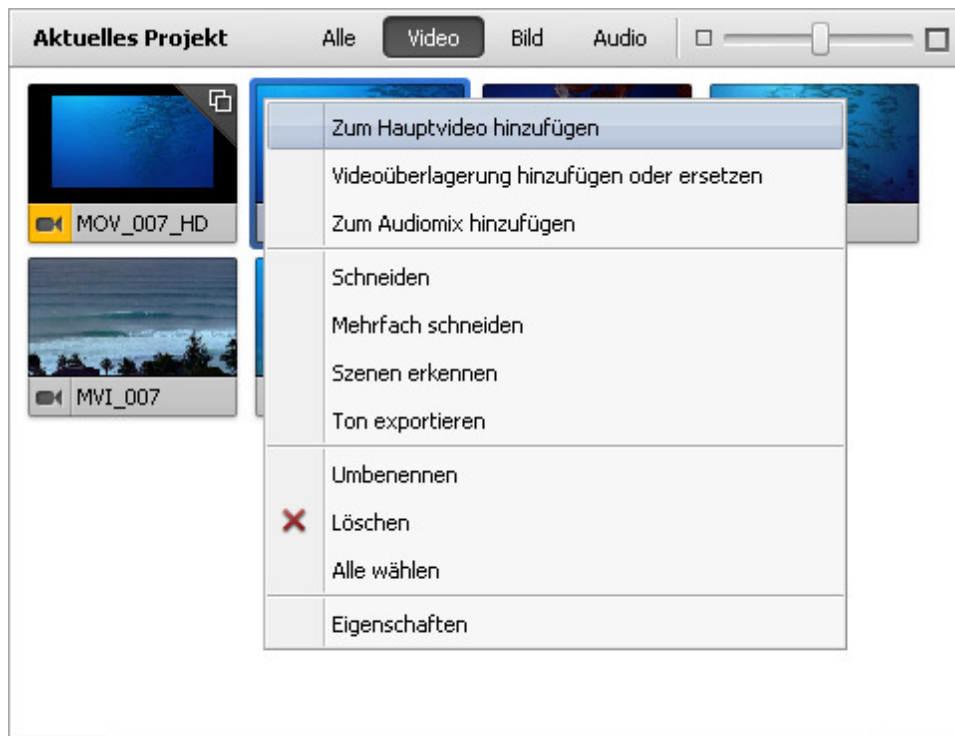 Aktuelles Projekt Alle Video Bild Audio
Zum Hauptvideo hinzufügen
Videoüberlagerung hinzufügen oder ersetzen
MOV_007_HD
Zum Audiomix hinzufügen
Schneiden
Mehrfach schneiden
Szenen erkennen
MVI_007
Ton exportieren
Umbenennen
Löschen
Alle wählen
Eigenschaften